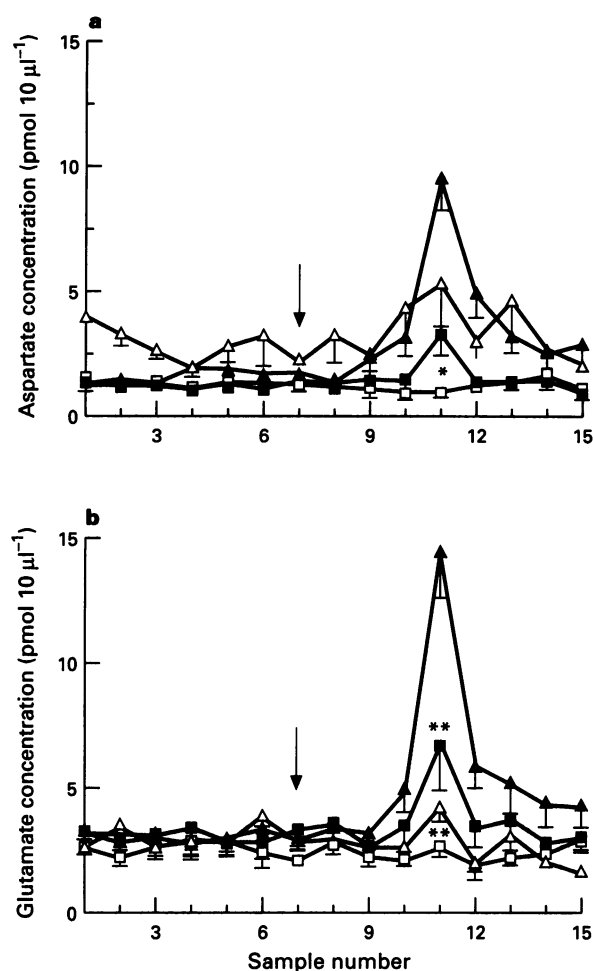 a
Aspartate concentration (pmol 10 µl⁻¹)
15
10
5
0
*
3 6 9 12 15
b
Glutamate concentration (pmol 10 µl⁻¹)
15
10
5
0
**
**
3 6 9 12 15
Sample number